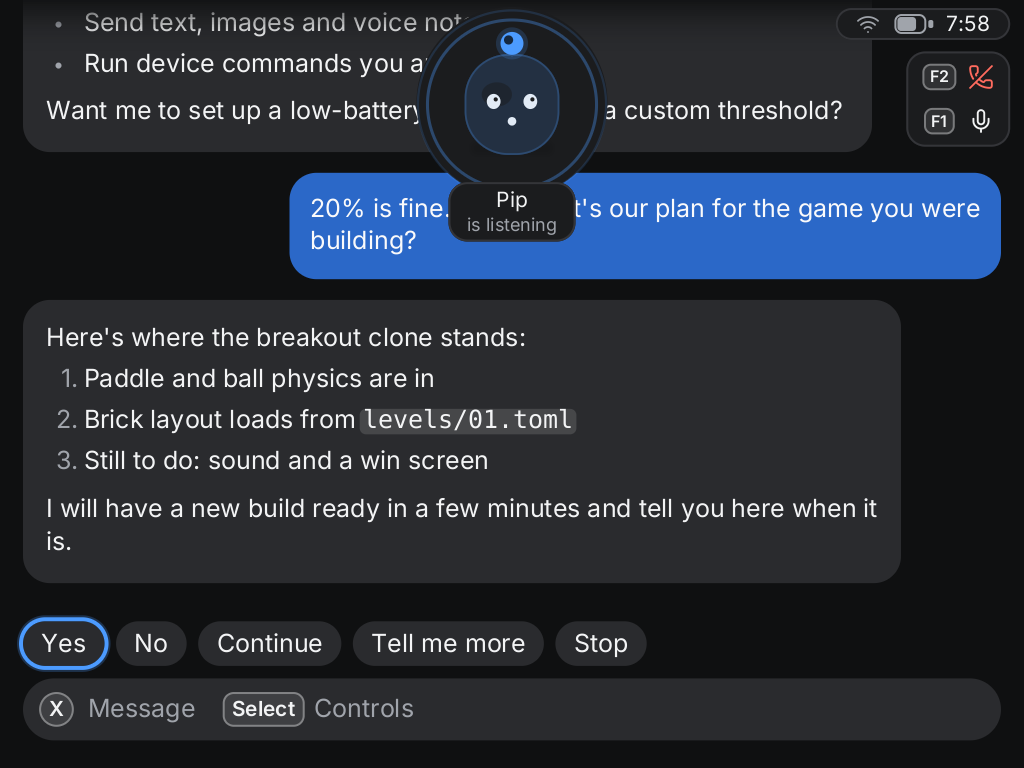 • Send text, images and voice
7:58
• Run device commands you
F2
Want me to set up a low-battery a custom threshold?
F1
Pip
is listening
20% is fine. our plan for the game you were
building?
Here's where the breakout clone stands:
1. Paddle and ball physics are in
2. Brick layout loads from levels/01.toml
3. Still to do: sound and a win screen
I will have a new build ready in a few minutes and tell you here when it
is.
Yes No Continue Tell me more Stop
X Message Select Controls